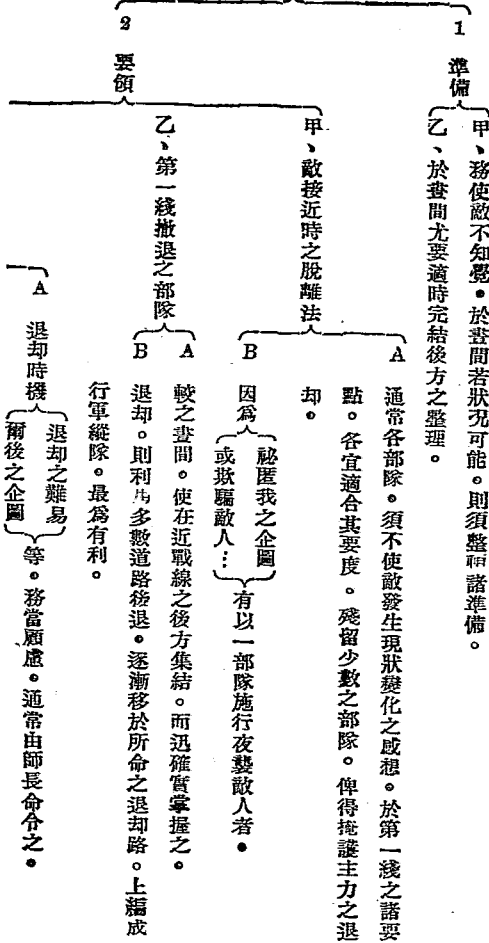 1 準備
甲、務使敵不知覺。於晝間若狀況可能。則須整諸準備。
乙、於晝間尤要適時完結後方之整理。
2 要領
甲、敵接近時之脫離法
A 通常各部隊。須不使敵發生現狀變化之感想。於第一綫之諸要
點。各宜適合其要度。殘留少數之部隊。俾得掩護主力之退
却。
B 因爲
祕匿我之企圖
或欺騙敵人…
有以一部隊施行夜襲敵人者。
乙、第一綫撤退之部隊
A 較之晝間。使在近戰線之後方集結。而迅確實掌握之。
B 退却。則利用多數道路後退。逐漸移於所命之退却路。上編成
行軍縱隊。最爲有利。
A 退却時機
退却之難易
爾後之企圖
等。務當顧慮。通常由師長命令之。